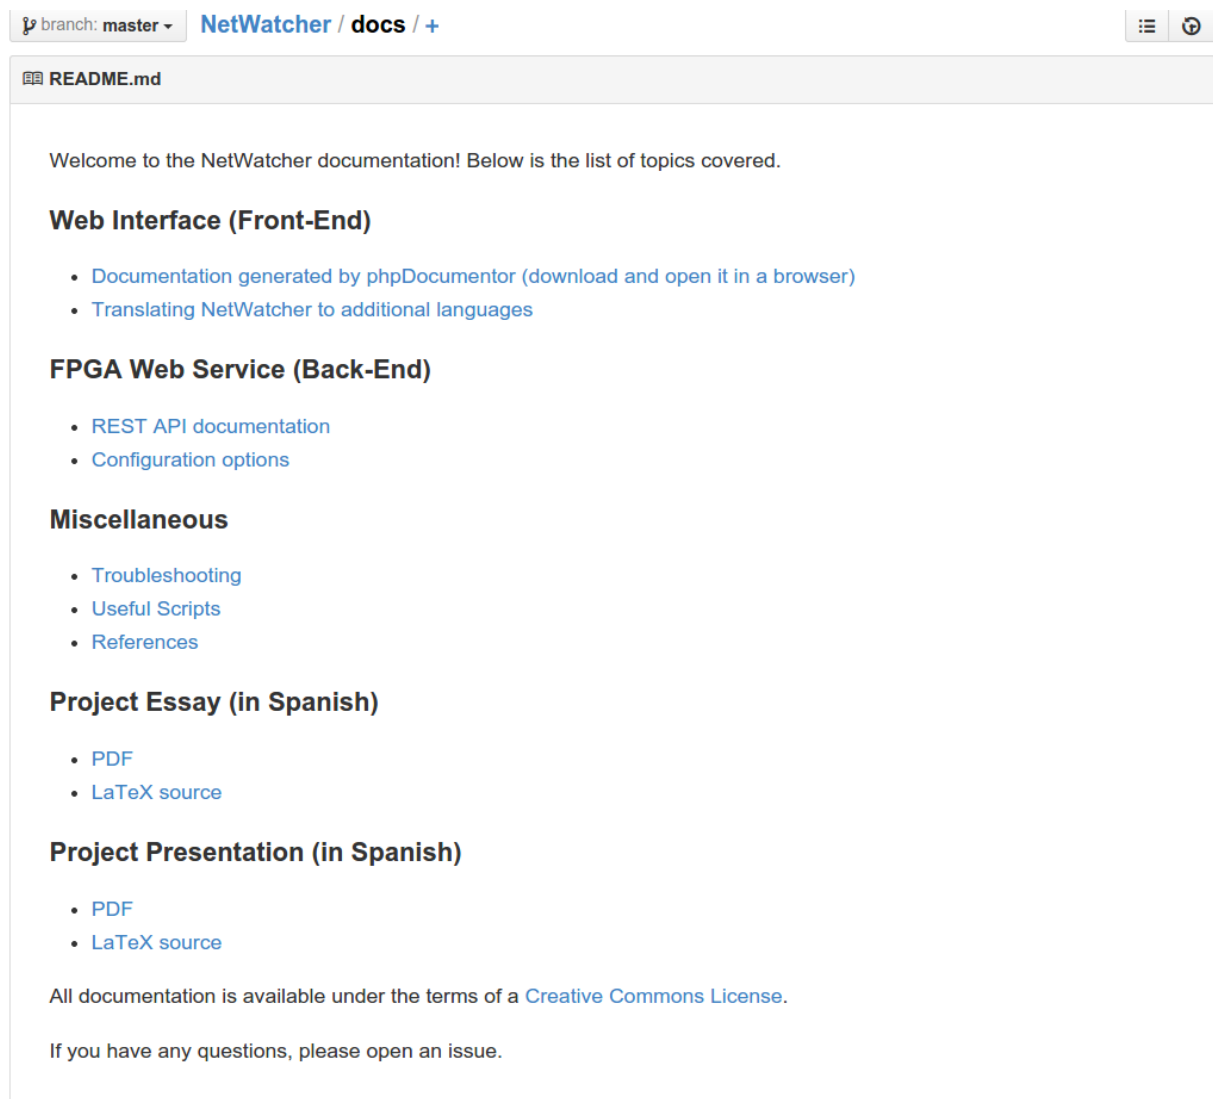 branch: master
NetWatcher / docs / +
README.md
Welcome to the NetWatcher documentation! Below is the list of topics covered.
Web Interface (Front-End)
• Documentation generated by phpDocumentor (download and open it in a browser)
• Translating NetWatcher to additional languages
FPGA Web Service (Back-End)
• REST API documentation
• Configuration options
Miscellaneous
• Troubleshooting
• Useful Scripts
• References
Project Essay (in Spanish)
• PDF
• LaTeX source
Project Presentation (in Spanish)
• PDF
• LaTeX source
All documentation is available under the terms of a Creative Commons License.
If you have any questions, please open an issue.